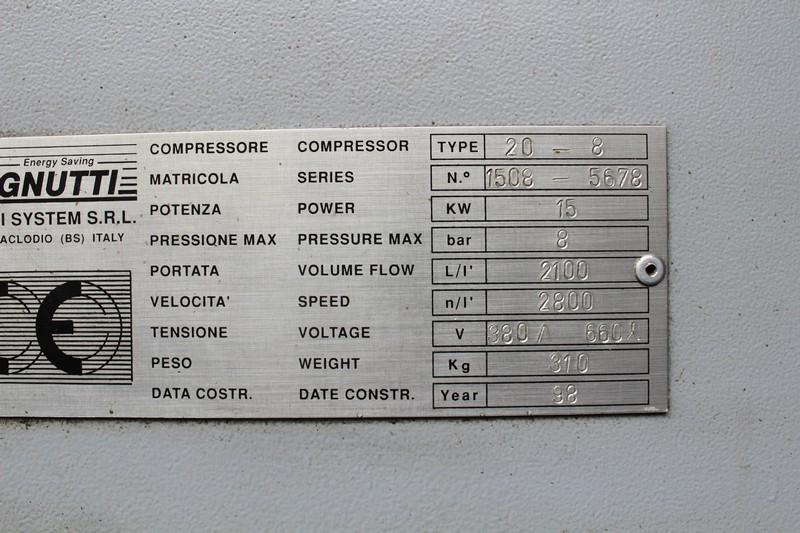 Energy Saving
GNUTTI
I SYSTEM S.R.L.
ACLODIO (BS) ITALY
CE
COMPRESSORE COMPRESSOR TYPE 20 - 8
MATRICOLA SERIES N.° 1508 - 5678
POTENZA POWER KW 15
PRESSIONE MAX PRESSURE MAX bar 8
PORTATA VOLUME FLOW L/I' 2100
VELOCITA' SPEED n/I' 2800
TENSIONE VOLTAGE V 380 Δ 660 ⅄
PESO WEIGHT Kg 310
DATA COSTR. DATE CONSTR. Year 98